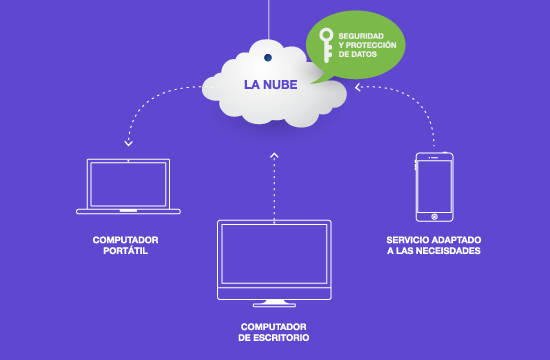 SEGURIDAD
Y PROTECCIÓN
DE DATOS
LA NUBE
COMPUTADOR
PORTÁTIL
SERVICIO ADAPTADO
A LAS NECEISDADES
COMPUTADOR
DE ESCRITORIO